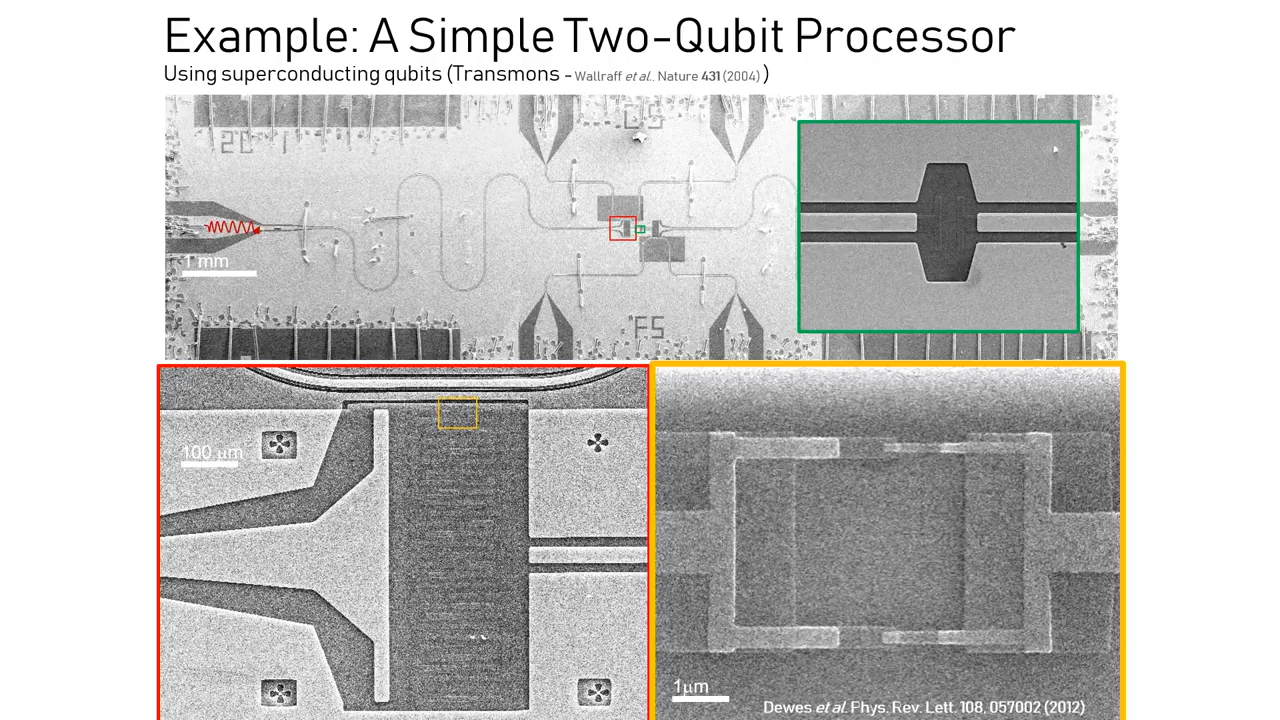 Example: A Simple Two-Qubit Processor
Using superconducting qubits (Transmons - Wallraff et al.. Nature 431 (2004) )
1 mm
FS
100 µm
1µm
Dewes et al. Phys. Rev. Lett. 108, 057002 (2012)